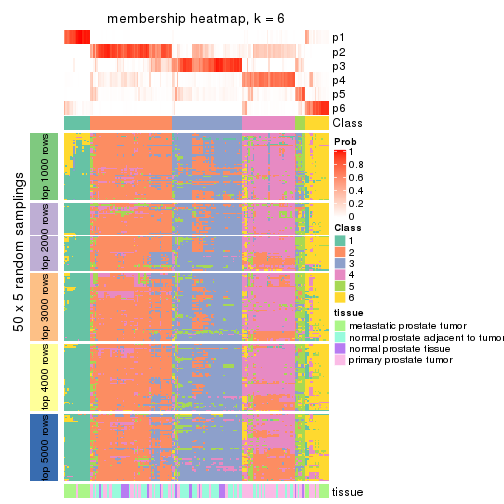 membership heatmap, k = 6
p1
p2
p3
p4
p5
p6
Class
50 x 5 random samplings
top 1000 rows
top 2000 rows
top 3000 rows
top 4000 rows
top 5000 rows
Prob
1
0.8
0.6
0.4
0.2
0
Class
1
2
3
4
5
6
tissue
metastatic prostate tumor
normal prostate adjacent to tumor
normal prostate tissue
primary prostate tumor
tissue